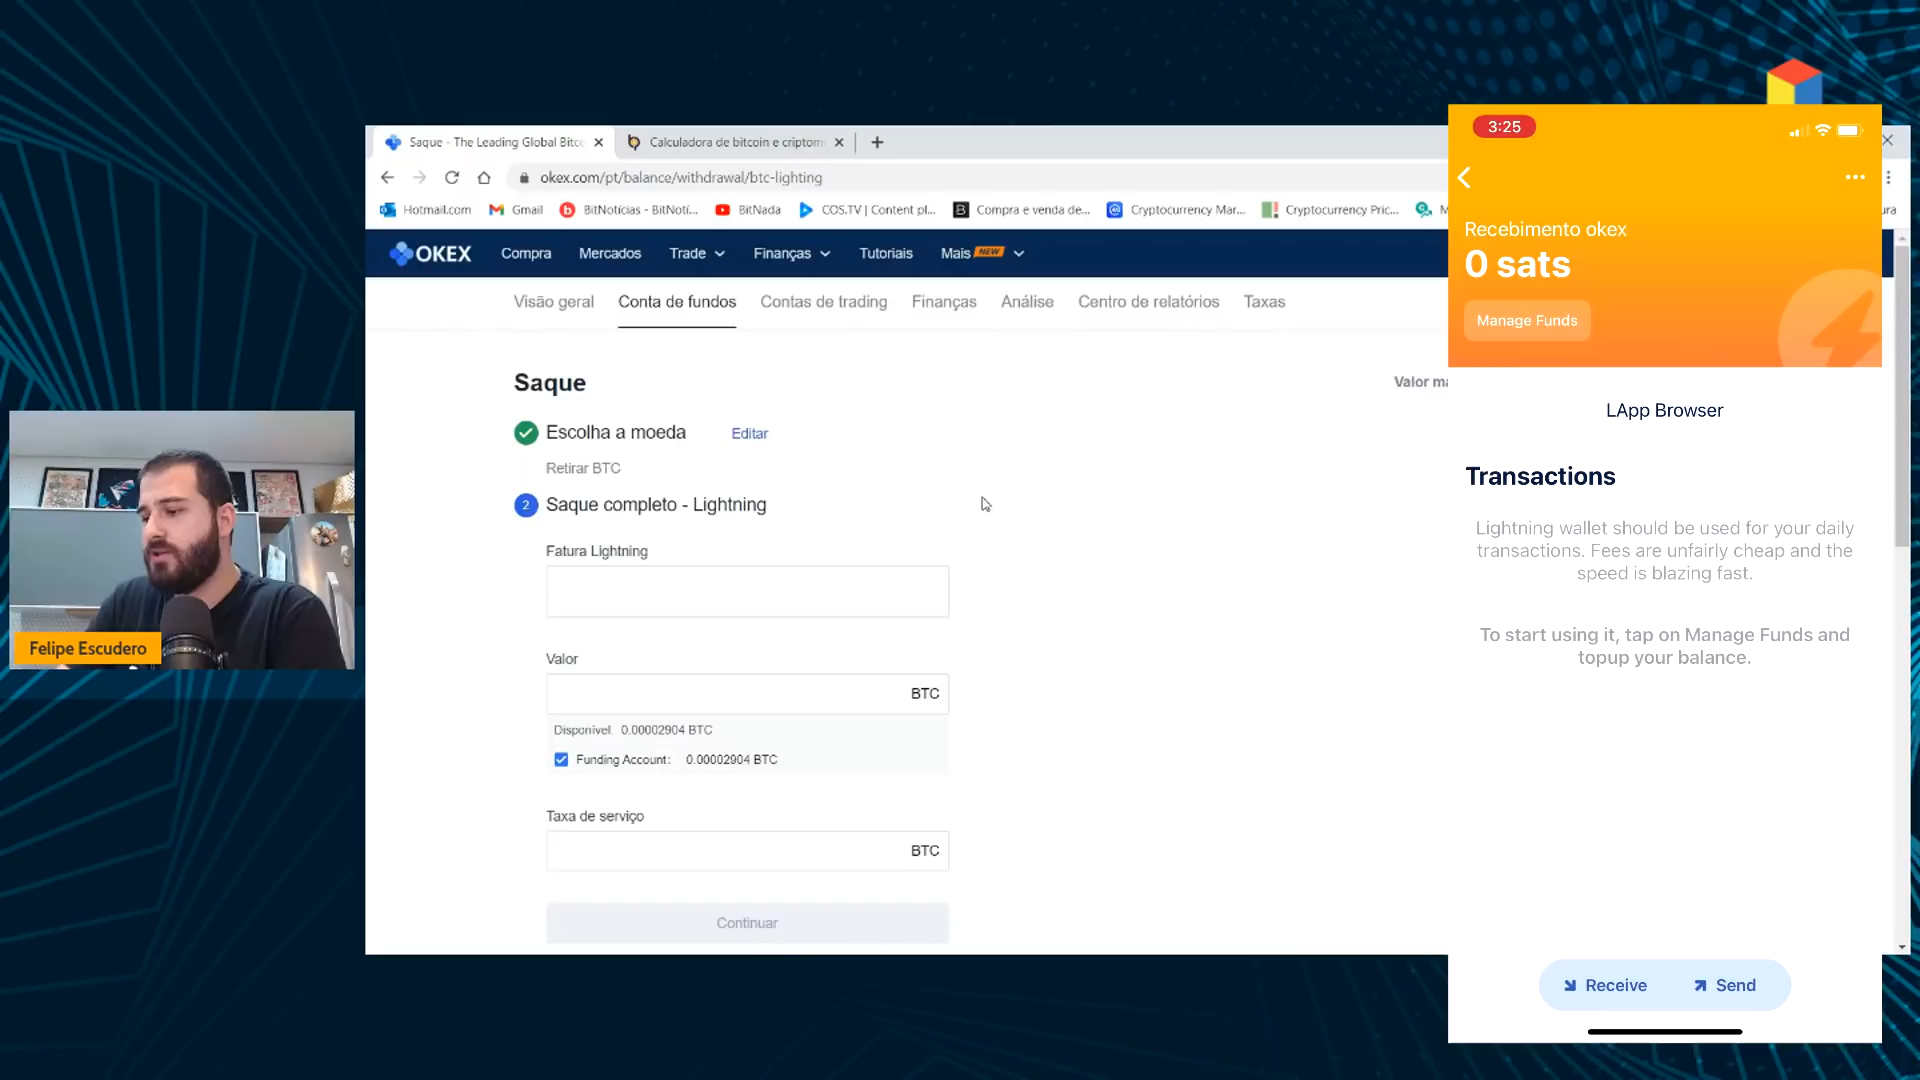 Saque - The Leading Global Bitco
Calculadora de bitcoin e criptom
okex.com/pt/balance/withdrawal/btc-lighting
Hotmail.com
Gmail
BitNotícias - BitNotí...
BitNada
COS.TV | Content pl...
Compra e venda de...
Cryptocurrency Mar...
Cryptocurrency Pric...
OKEX
Compra
Mercados
Trade
Finanças
Tutoriais
Mais NEW
Visão geral
Conta de fundos
Contas de trading
Finanças
Análise
Centro de relatórios
Taxas
Saque
Valor
Escolha a moeda
Editar
Retirar BTC
2 Saque completo - Lightning
Fatura Lightning
Valor
BTC
Disponível. 0.00002904 BTC
Funding Account: 0.00002904 BTC
Taxa de serviço
BTC
Continuar
Felipe Escudero
3:25
Recebimento okex
0 sats
Manage Funds
LApp Browser
Transactions
Lightning wallet should be used for your daily
transactions. Fees are unfairly cheap and the
speed is blazing fast.
To start using it, tap on Manage Funds and
topup your balance.
Receive
Send